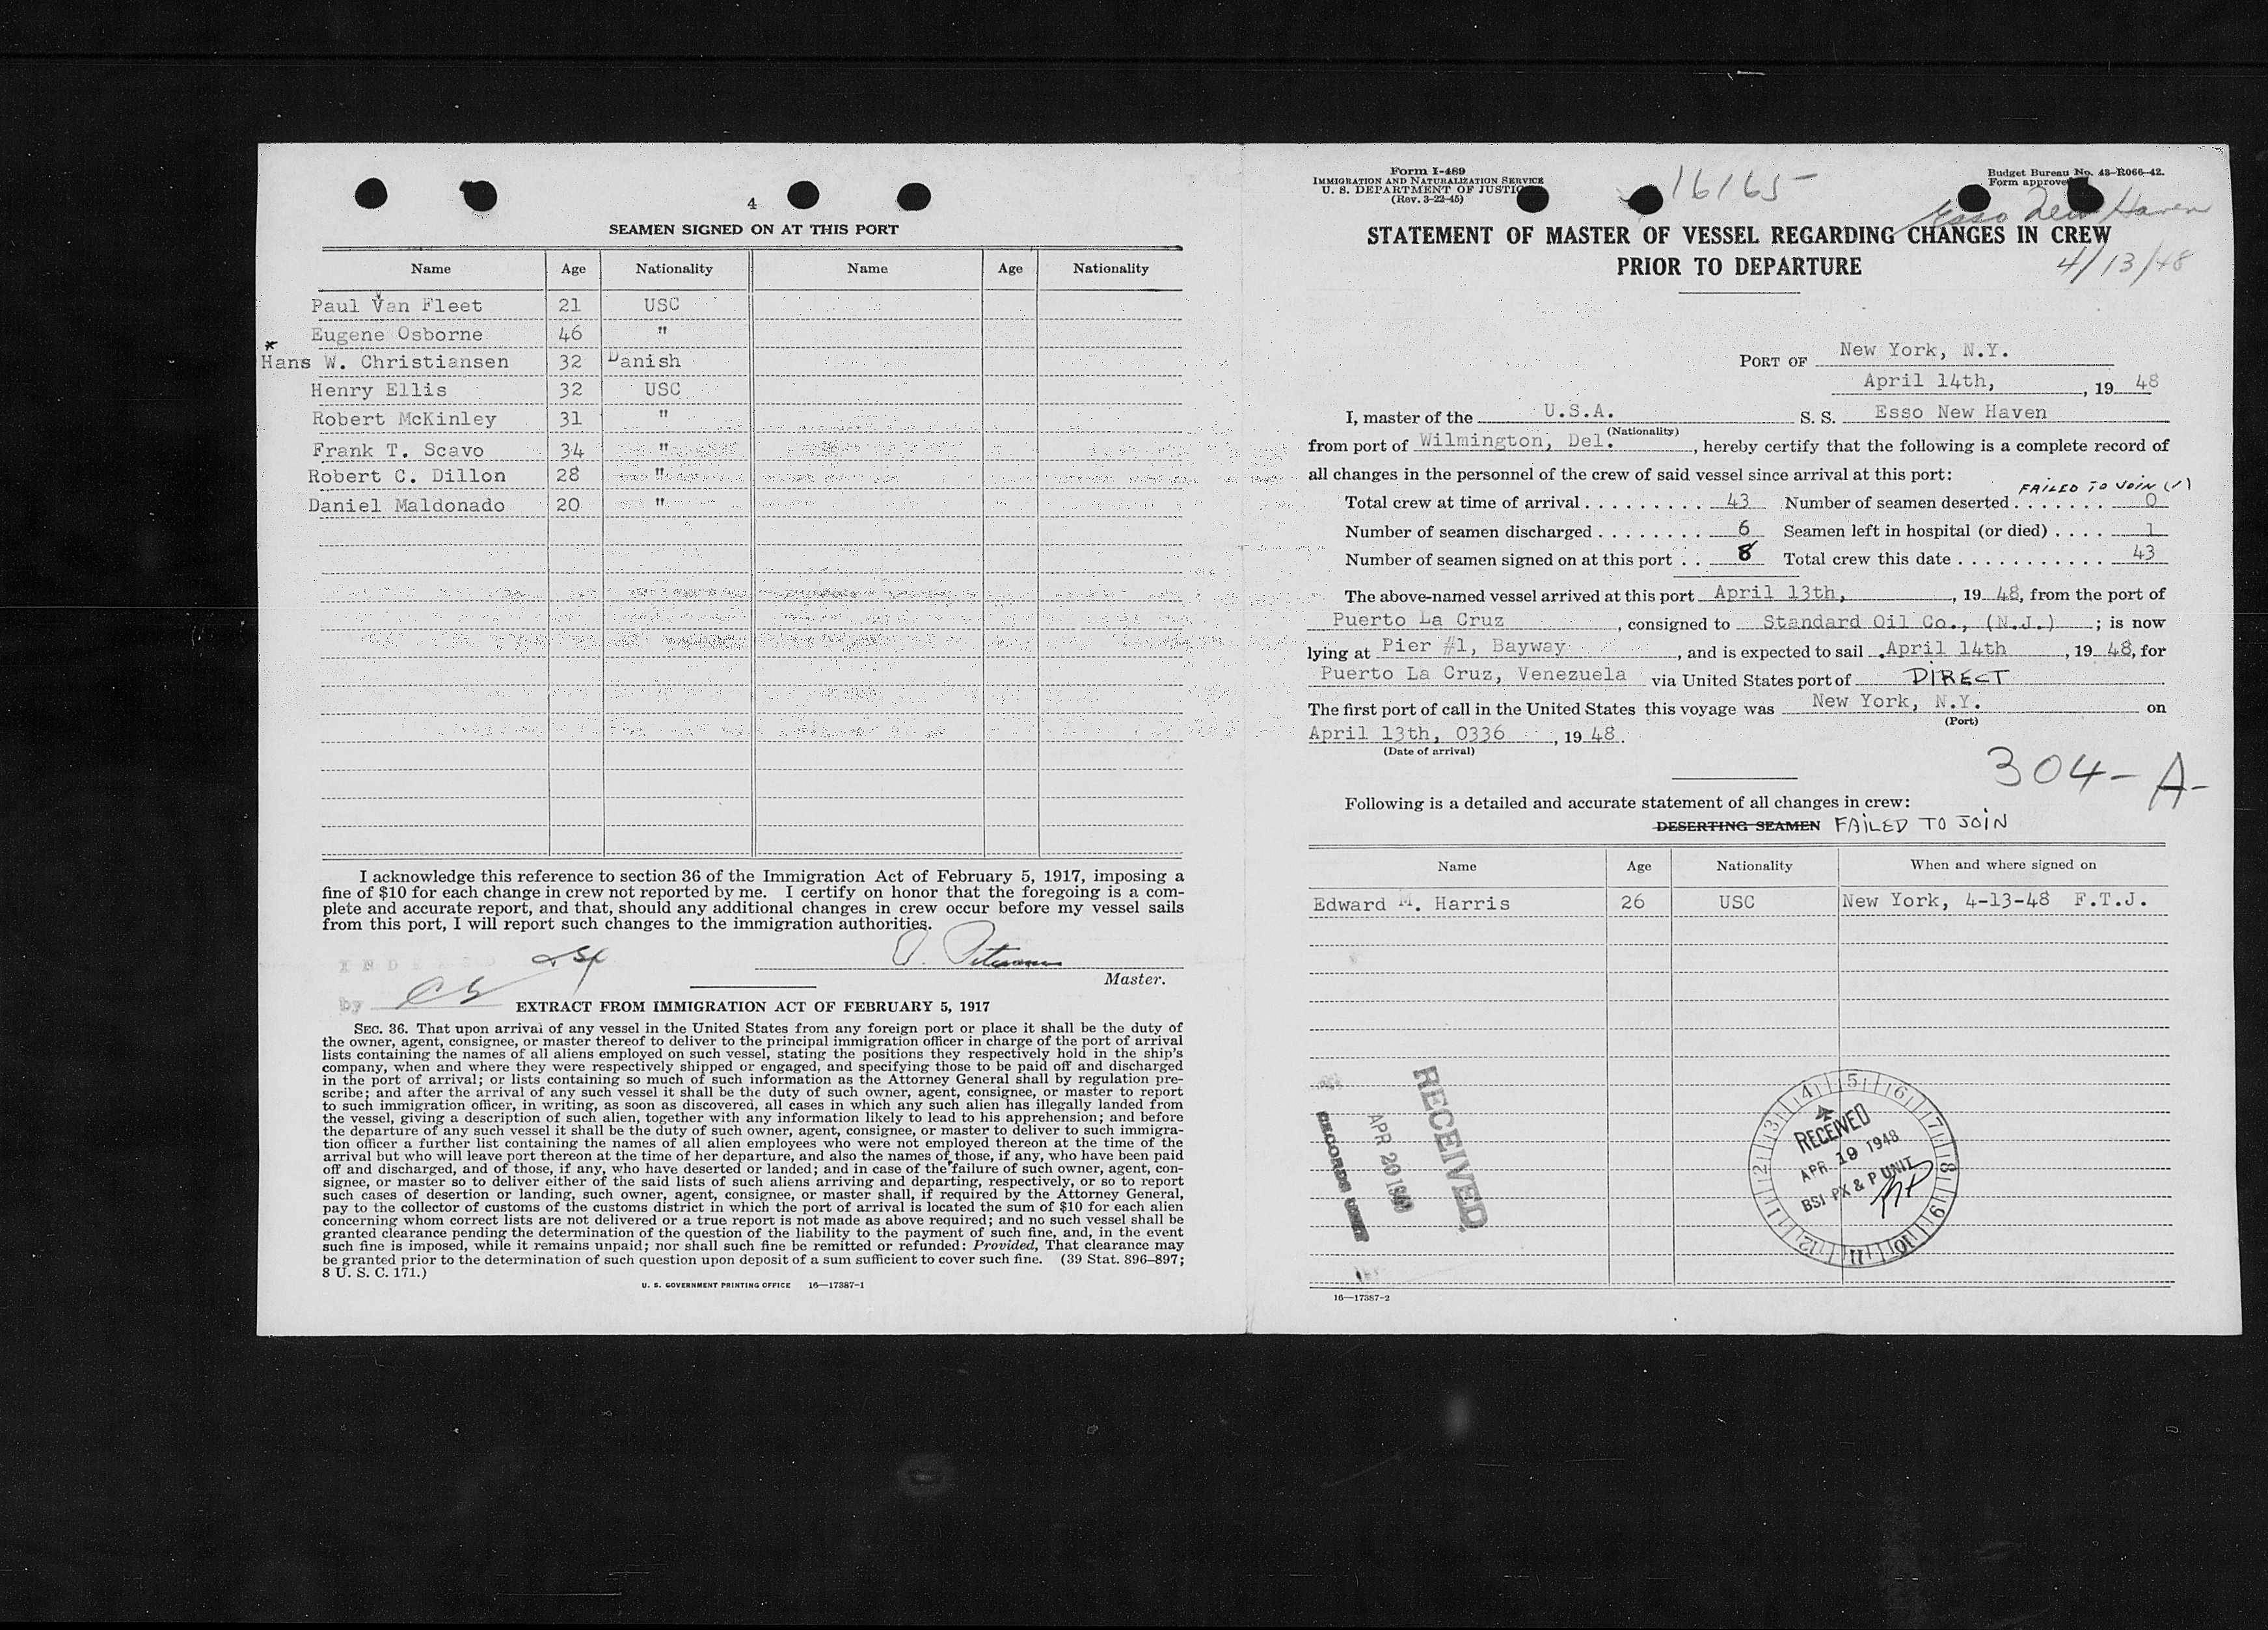 4
SEAMEN SIGNED ON AT THIS PORT
Name Age Nationality Name Age Nationality
Paul Van Fleet 21 USC
Eugene Osborne 46 "
* Hans W. Christiansen 32 Danish
Henry Ellis 32 USC
Robert McKinley 31 "
Frank T. Scavo 34 "
Robert C. Dillon 28 "
Daniel Maldonado 20 "
I acknowledge this reference to section 36 of the Immigration Act of February 5, 1917, imposing a
fine of $10 for each change in crew not reported by me. I certify on honor that the foregoing is a com-
plete and accurate report, and that, should any additional changes in crew occur before my vessel sails
from this port, I will report such changes to the immigration authorities.
Master.
by
EXTRACT FROM IMMIGRATION ACT OF FEBRUARY 5, 1917
SEC. 36. That upon arrival of any vessel in the United States from any foreign port or place it shall be the duty of
the owner, agent, consignee, or master thereof to deliver to the principal immigration officer in charge of the port of arrival
lists containing the names of all aliens employed on such vessel, stating the positions they respectively hold in the ship's
company, when and where they were respectively shipped or engaged, and specifying those to be paid off and discharged
in the port of arrival; or lists containing so much of such information as the Attorney General shall by regulation pre-
scribe; and after the arrival of any such vessel it shall be the duty of such owner, agent, consignee, or master to report
to such immigration officer, in writing, as soon as discovered, all cases in which any such alien has illegally landed from
the vessel, giving a description of such alien, together with any information likely to lead to his apprehension; and before
the departure of any such vessel it shall be the duty of such owner, agent, consignee, or master to deliver to such immigra-
tion officer a further list containing the names of all alien employees who were not employed thereon at the time of the
arrival but who will leave port thereon at the time of her departure, and also the names of those, if any, who have been paid
off and discharged, and of those, if any, who have deserted or landed; and in case of the failure of such owner, agent, con-
signee, or master so to deliver either of the said lists of such aliens arriving and departing, respectively, or so to report
such cases of desertion or landing, such owner, agent, consignee, or master shall, if required by the Attorney General,
pay to the collector of customs of the customs district in which the port of arrival is located the sum of $10 for each alien
concerning whom correct lists are not delivered or a true report is not made as above required; and no such vessel shall be
granted clearance pending the determination of the question of the liability to the payment of such fine, and, in the event
such fine is imposed, while it remains unpaid; nor shall such fine be remitted or refunded: Provided, That clearance may
be granted prior to the determination of such question upon deposit of a sum sufficient to cover such fine. (39 Stat. 896–897;
8 U. S. C. 171.)
U. S. GOVERNMENT PRINTING OFFICE 16—17387-1
Form I-489
IMMIGRATION AND NATURALIZATION SERVICE
U. S. DEPARTMENT OF JUSTICE
(Rev. 3-22-45)
16165
Budget Bureau No. 43-R066-42.
Form approved
Esso New Haven
STATEMENT OF MASTER OF VESSEL REGARDING CHANGES IN CREW
PRIOR TO DEPARTURE
4/13/48
PORT OF New York, N.Y.
April 14th, , 19 48
I, master of the U.S.A. S. S. Esso New Haven
(Nationality)
from port of Wilmington, Del. , hereby certify that the following is a complete record of
all changes in the personnel of the crew of said vessel since arrival at this port:
FAILED TO JOIN (1)
Total crew at time of arrival 43 Number of seamen deserted 0
Number of seamen discharged 6 Seamen left in hospital (or died) 1
Number of seamen signed on at this port 8 Total crew this date 43
The above-named vessel arrived at this port April 13th, , 19 48, from the port of
Puerto La Cruz , consigned to Standard Oil Co., (N.J.) ; is now
lying at Pier #1, Bayway , and is expected to sail April 14th , 19 48, for
Puerto La Cruz, Venezuela via United States port of DIRECT
The first port of call in the United States this voyage was New York, N.Y. on
(Port)
April 13th, 0336 , 19 48.
(Date of arrival)
304-A-
Following is a detailed and accurate statement of all changes in crew:
DESERTING SEAMEN FAILED TO JOIN
Name Age Nationality When and where signed on
Edward M. Harris 26 USC New York, 4-13-48 F.T.J.
RECEIVED
APR 20 1948
RECORDS UNIT
1 2 3 4 5 6 7 8 9 10 11 12
RECEIVED
APR 19 1948
BSI PX & P UNIT
16—17387-2